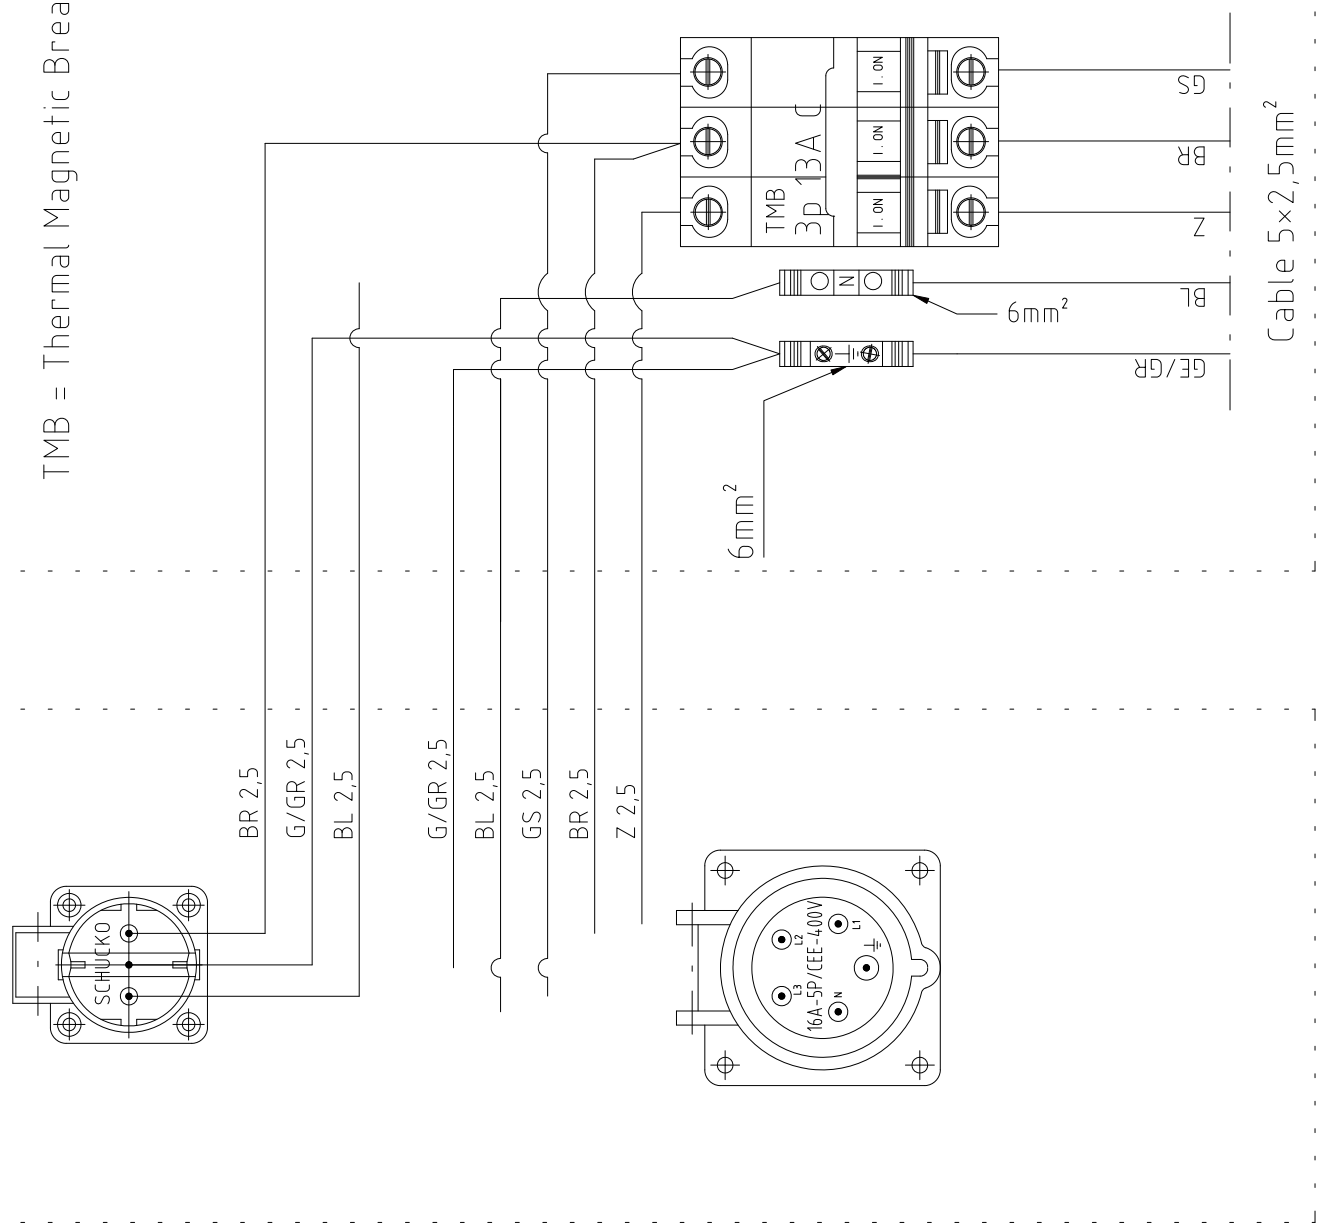 TMB = Thermal Magnetic Brea
TMB
3p 13A C
I. ON
I. ON
I. ON
GS
BR
Z
BL
GE/GR
Cable 5×2,5mm²
N
6mm²
6mm²
BR 2,5
G/GR 2,5
BL 2,5
G/GR 2,5
BL 2,5
GS 2,5
BR 2,5
Z 2,5
SCHUCKO
16A-5P/CEE-400V
L1
L2
L3
N